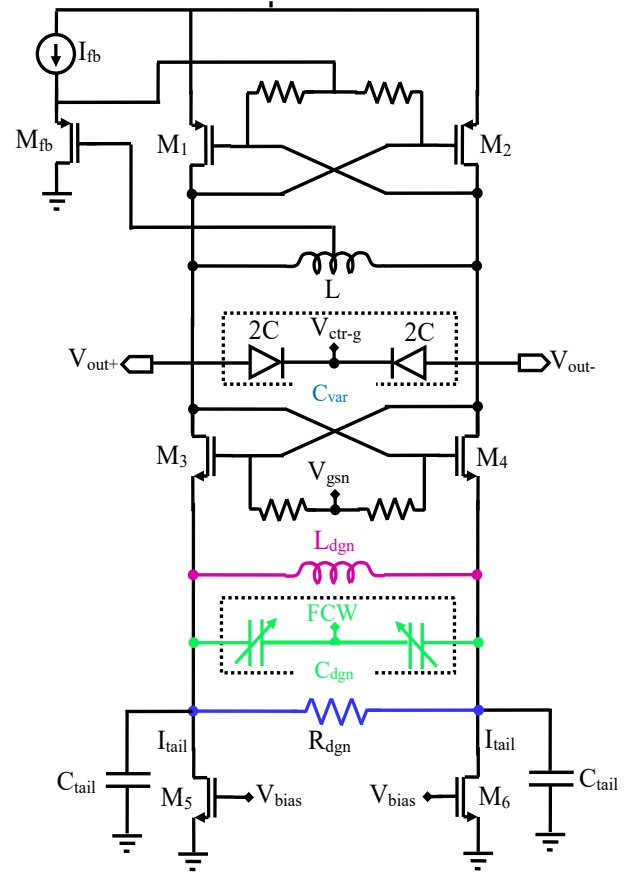 I_fb
M_fb
M_1
M_2
L
2C
V_ctr-g
2C
V_out+
V_out-
C_var
M_3
M_4
V_gsn
L_dgn
FCW
C_dgn
I_tail
R_dgn
I_tail
C_tail
C_tail
M_5
V_bias
V_bias
M_6